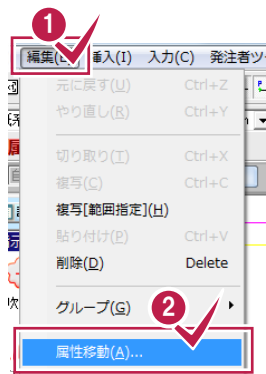 1
編集(E) 挿入(I) 入力(C) 発注者ツ
元に戻す(U) Ctrl+Z
やり直し(R) Ctrl+Y
切り取り(T) Ctrl+X
複写(C) Ctrl+C
複写[範囲指定](H)
貼り付け(P) Ctrl+V
削除(D) Delete
グループ(G)
2
属性移動(A)...